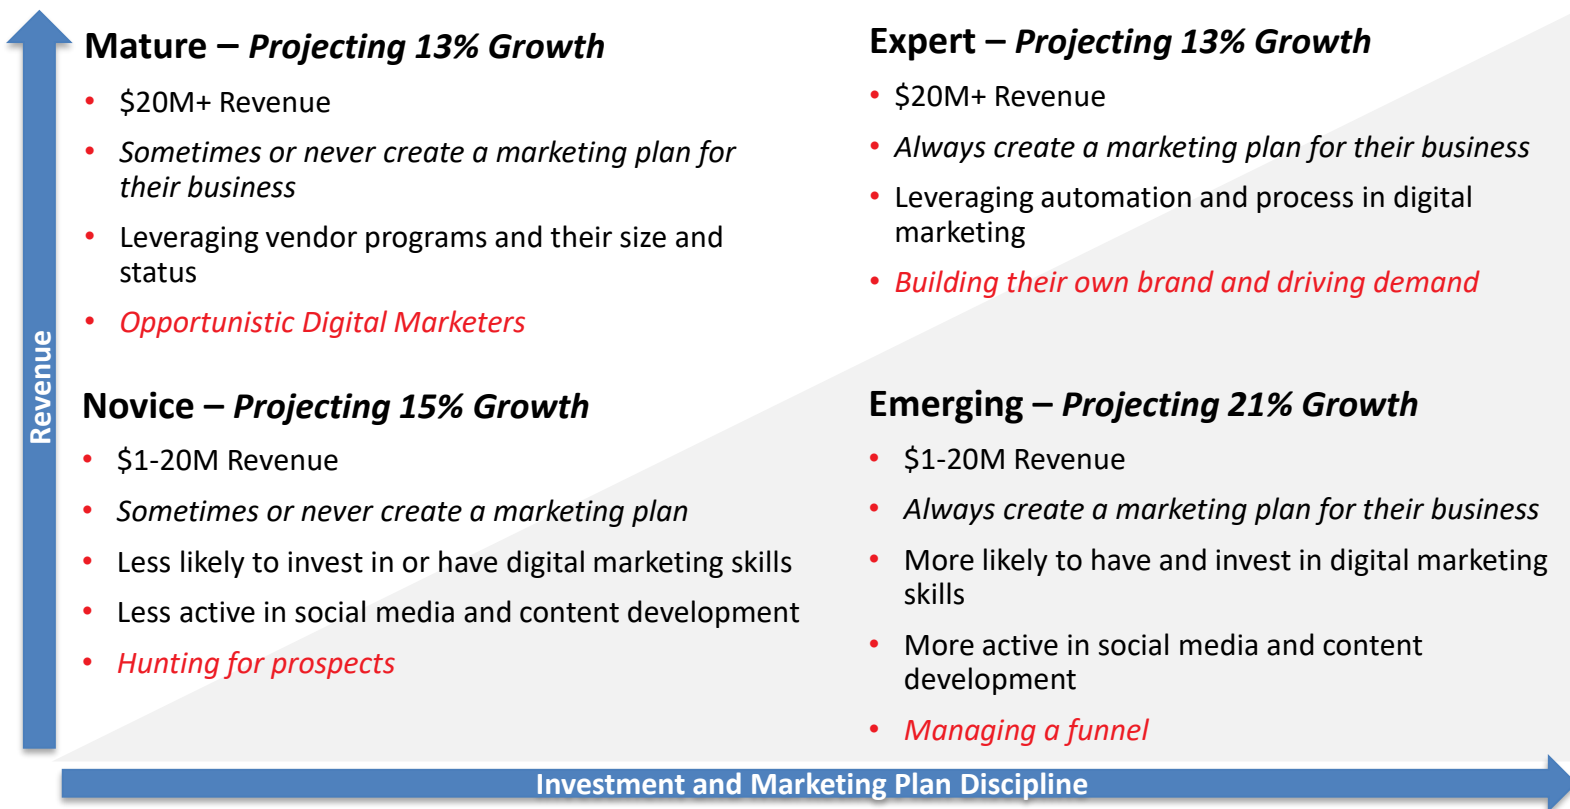 Mature – Projecting 13% Growth
• $20M+ Revenue
• Sometimes or never create a marketing plan for
their business
• Leveraging vendor programs and their size and
status
• Opportunistic Digital Marketers
Expert – Projecting 13% Growth
• $20M+ Revenue
• Always create a marketing plan for their business
• Leveraging automation and process in digital
marketing
• Building their own brand and driving demand
Revenue
Novice – Projecting 15% Growth
• $1-20M Revenue
• Sometimes or never create a marketing plan
• Less likely to invest in or have digital marketing skills
• Less active in social media and content development
• Hunting for prospects
Emerging – Projecting 21% Growth
• $1-20M Revenue
• Always create a marketing plan for their business
• More likely to have and invest in digital marketing
skills
• More active in social media and content
development
• Managing a funnel
Investment and Marketing Plan Discipline